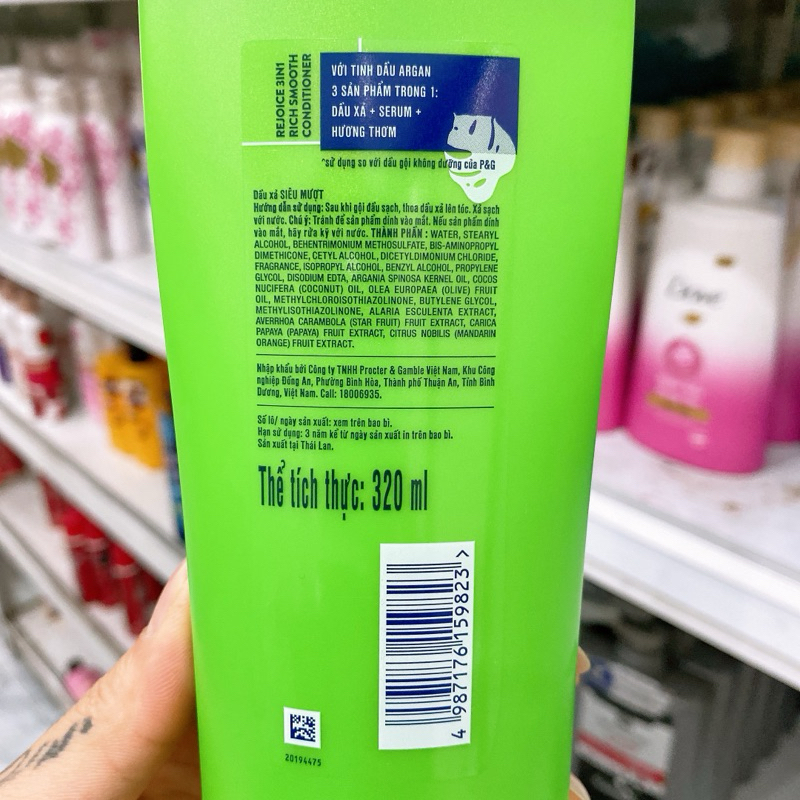 REJOICE 3IN1
RICH SMOOTH
CONDITIONER
VỚI TINH DẦU ARGAN
3 SẢN PHẨM TRONG 1:
DẦU XẢ + SERUM +
HƯƠNG THƠM
^sử dụng so với dầu gội không dưỡng của P&G
Dầu xả SIÊU MƯỢT
Hướng dẫn sử dụng: Sau khi gội đầu sạch, thoa dầu xả lên tóc. Xả sạch
với nước. Chú ý: Tránh để sản phẩm dính vào mắt. Nếu sản phẩm dính
vào mắt, hãy rửa kỹ với nước. THÀNH PHẦN : WATER, STEARYL
ALCOHOL, BEHENTRIMONIUM METHOSULFATE, BIS-AMINOPROPYL
DIMETHICONE, CETYL ALCOHOL, DICETYLDIMONIUM CHLORIDE,
FRAGRANCE, ISOPROPYL ALCOHOL, BENZYL ALCOHOL, PROPYLENE
GLYCOL, DISODIUM EDTA, ARGANIA SPINOSA KERNEL OIL, COCOS
NUCIFERA (COCONUT) OIL, OLEA EUROPAEA (OLIVE) FRUIT
OIL, METHYLCHLOROISOTHIAZOLINONE, BUTYLENE GLYCOL,
METHYLISOTHIAZOLINONE, ALARIA ESCULENTA EXTRACT,
AVERRHOA CARAMBOLA (STAR FRUIT) FRUIT EXTRACT, CARICA
PAPAYA (PAPAYA) FRUIT EXTRACT, CITRUS NOBILIS (MANDARIN
ORANGE) FRUIT EXTRACT.
Nhập khẩu bởi Công ty TNHH Procter & Gamble Việt Nam, Khu Công
nghiệp Đồng An, Phường Bình Hòa, Thành phố Thuận An, Tỉnh Bình
Dương, Việt Nam. Call: 18006935.
Số lô/ ngày sản xuất: xem trên bao bì.
Hạn sử dụng: 3 năm kể từ ngày sản xuất in trên bao bì.
Sản xuất tại Thái Lan.
Thể tích thực: 320 ml
4 987176 159823 >
20194475
Dove